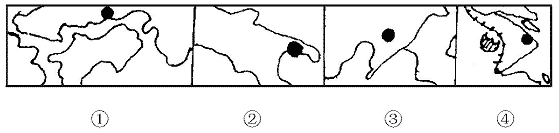 ① ② ③ ④